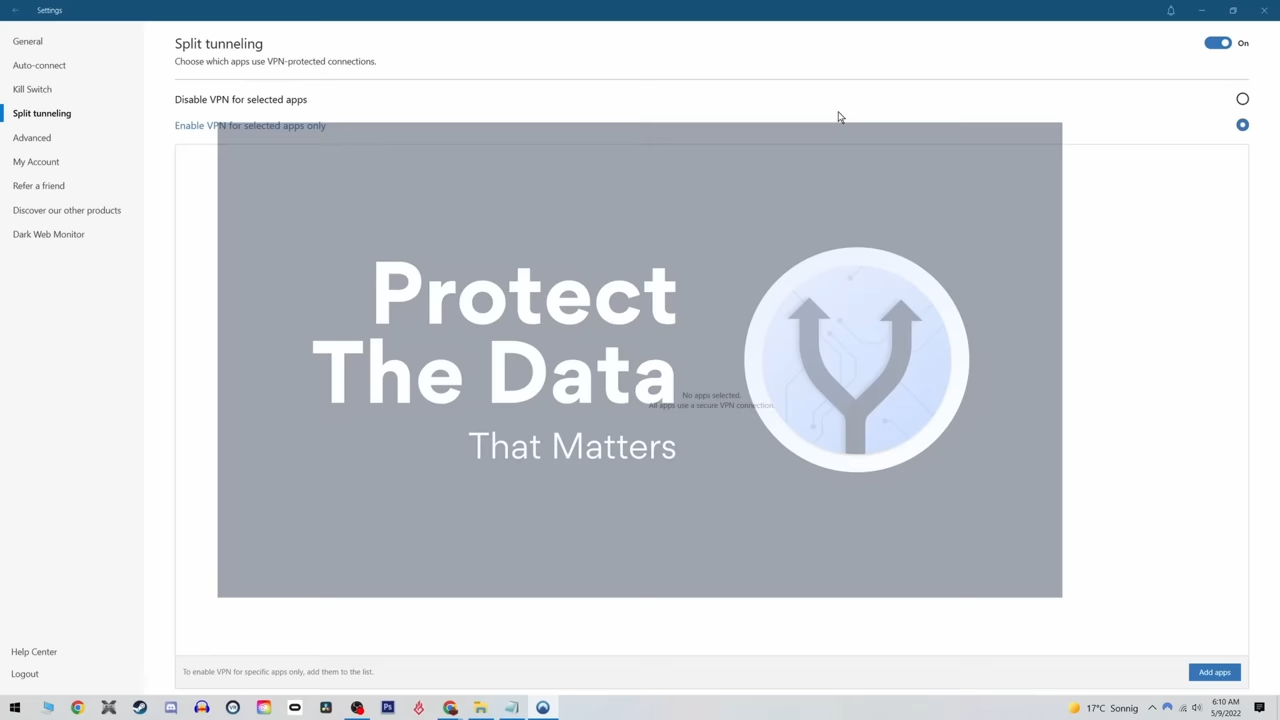 Settings
General
Auto-connect
Kill Switch
Split tunneling
Advanced
My Account
Refer a friend
Discover our other products
Dark Web Monitor
Help Center
Logout
Split tunneling
On
Choose which apps use VPN-protected connections.
Disable VPN for selected apps
Enable VPN for selected apps only
Protect
The Data
That Matters
No apps selected.
All apps use a secure VPN connection.
To enable VPN for specific apps only, add them to the list.
Add apps
17°C Sonnig
6:10 AM
5/9/2022